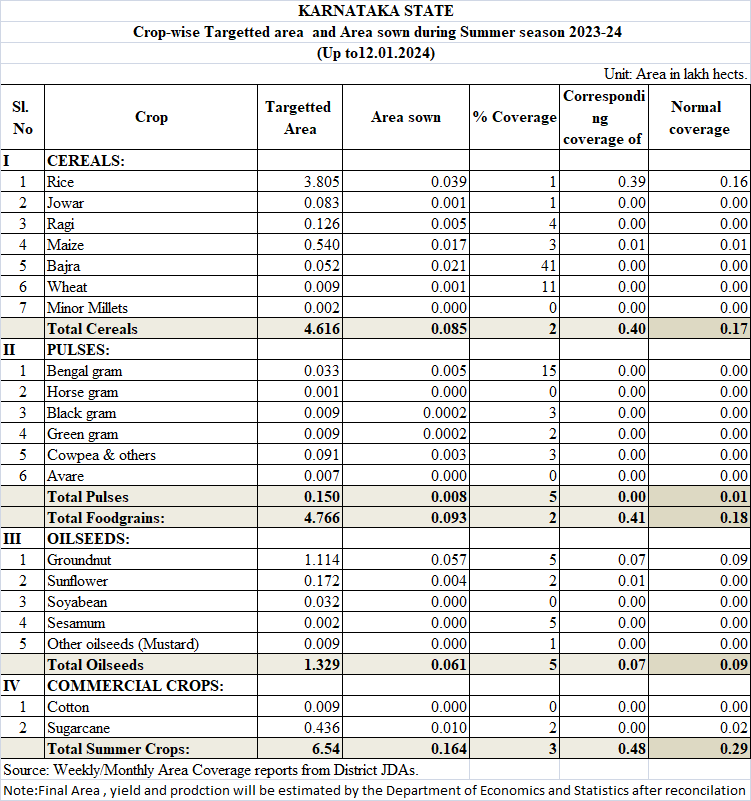 KARNATAKA STATE
Crop-wise Targetted area and Area sown during Summer season 2023-24
(Up to12.01.2024)
Unit: Area in lakh hects.
Sl. No Crop Targetted Area Area sown % Coverage Correspondi ng coverage of Normal coverage
I CEREALS:
1 Rice 3.805 0.039 1 0.39 0.16
2 Jowar 0.083 0.001 1 0.00 0.00
3 Ragi 0.126 0.005 4 0.00 0.00
4 Maize 0.540 0.017 3 0.01 0.01
5 Bajra 0.052 0.021 41 0.00 0.00
6 Wheat 0.009 0.001 11 0.00 0.00
7 Minor Millets 0.002 0.000 0 0.00 0.00
Total Cereals 4.616 0.085 2 0.40 0.17
II PULSES:
1 Bengal gram 0.033 0.005 15 0.00 0.00
2 Horse gram 0.001 0.000 0 0.00 0.00
3 Black gram 0.009 0.0002 3 0.00 0.00
4 Green gram 0.009 0.0002 2 0.00 0.00
5 Cowpea & others 0.091 0.003 3 0.00 0.00
6 Avare 0.007 0.000 0 0.00 0.00
Total Pulses 0.150 0.008 5 0.00 0.01
Total Foodgrains: 4.766 0.093 2 0.41 0.18
III OILSEEDS:
1 Groundnut 1.114 0.057 5 0.07 0.09
2 Sunflower 0.172 0.004 2 0.01 0.00
3 Soyabean 0.032 0.000 0 0.00 0.00
4 Sesamum 0.002 0.000 5 0.00 0.00
5 Other oilseeds (Mustard) 0.009 0.000 1 0.00 0.00
Total Oilseeds 1.329 0.061 5 0.07 0.09
IV COMMERCIAL CROPS:
1 Cotton 0.009 0.000 0 0.00 0.00
2 Sugarcane 0.436 0.010 2 0.00 0.02
Total Summer Crops: 6.54 0.164 3 0.48 0.29
Source: Weekly/Monthly Area Coverage reports from District JDAs.
Note:Final Area , yield and prodction will be estimated by the Department of Economics and Statistics after reconcilation